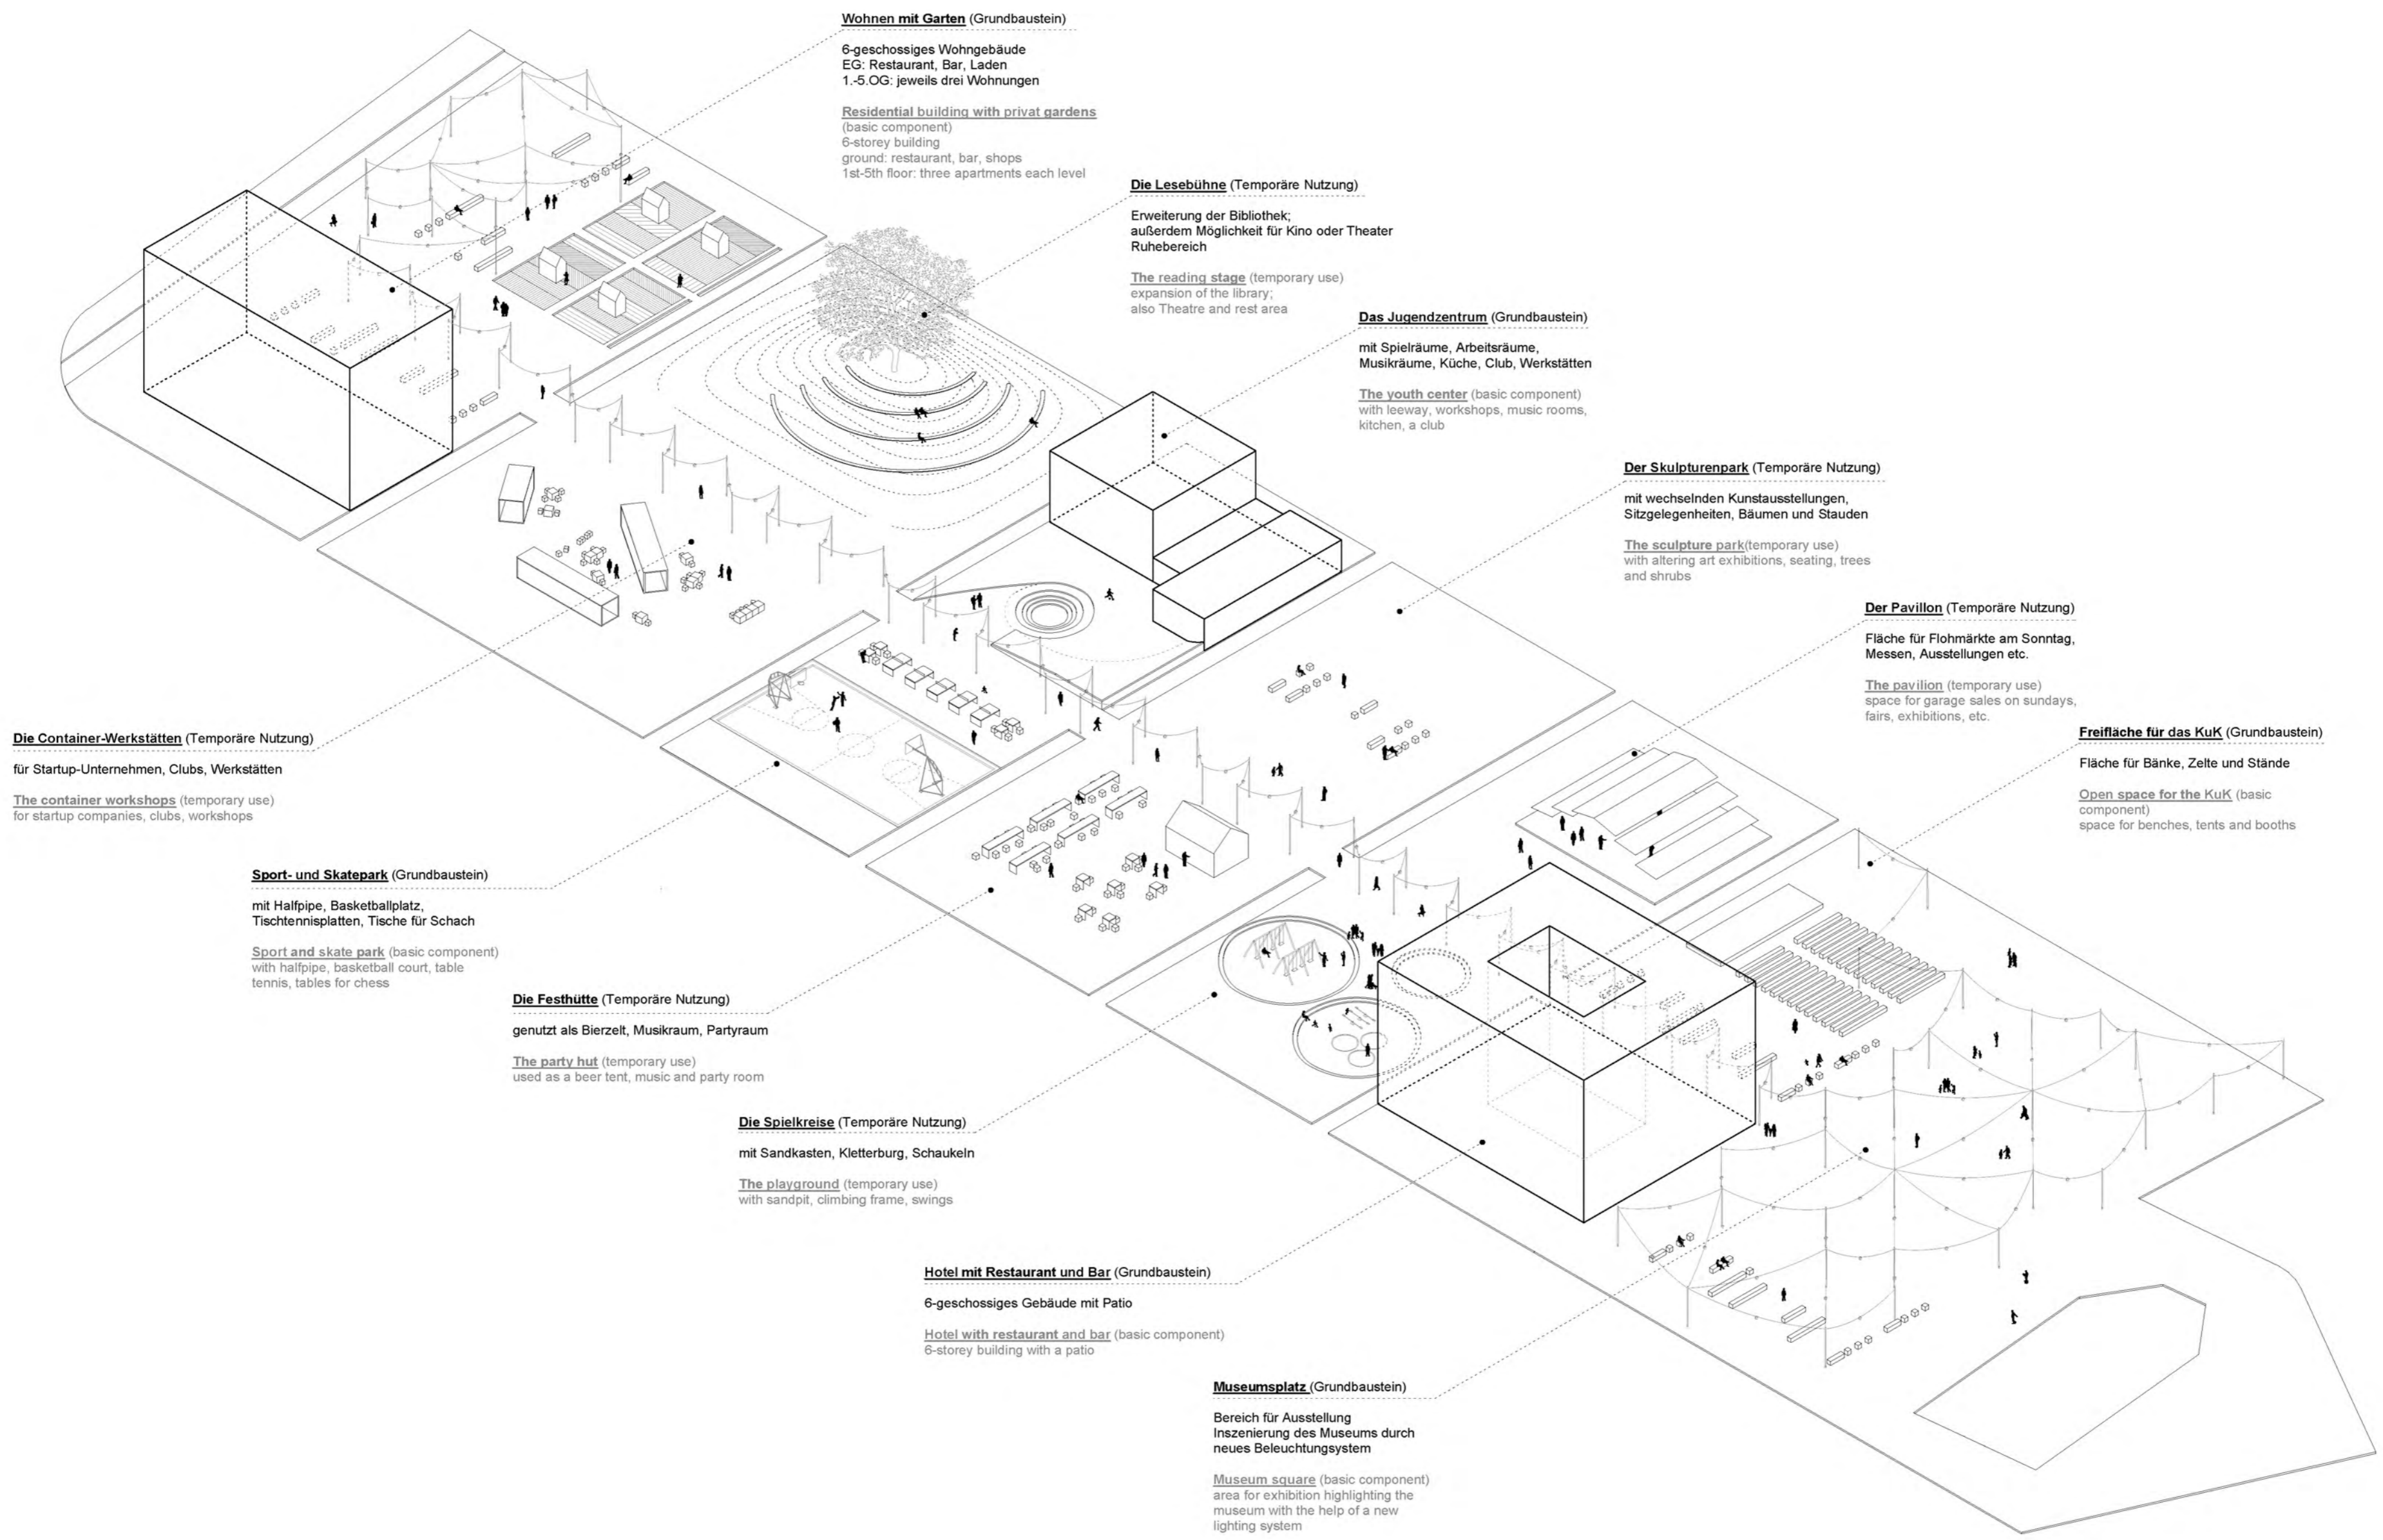 Wohnen mit Garten (Grundbaustein)
6-geschossiges Wohngebäude
EG: Restaurant, Bar, Laden
1.-5.OG: jeweils drei Wohnungen
Residential building with privat gardens
(basic component)
6-storey building
ground: restaurant, bar, shops
1st-5th floor: three apartments each level
Die Lesebühne (Temporäre Nutzung)
Erweiterung der Bibliothek;
außerdem Möglichkeit für Kino oder Theater
Ruhebereich
The reading stage (temporary use)
expansion of the library;
also Theatre and rest area
Das Jugendzentrum (Grundbaustein)
mit Spielräume, Arbeitsräume,
Musikräume, Küche, Club, Werkstätten
The youth center (basic component)
with leeway, workshops, music rooms,
kitchen, a club
Der Skulpturenpark (Temporäre Nutzung)
mit wechselnden Kunstausstellungen,
Sitzgelegenheiten, Bäumen und Stauden
The sculpture park(temporary use)
with altering art exhibitions, seating, trees
and shrubs
Der Pavillon (Temporäre Nutzung)
Fläche für Flohmärkte am Sonntag,
Messen, Ausstellungen etc.
The pavilion (temporary use)
space for garage sales on sundays,
fairs, exhibitions, etc.
Freifläche für das KuK (Grundbaustein)
Fläche für Bänke, Zelte und Stände
Open space for the KuK (basic
component)
space for benches, tents and booths
Die Container-Werkstätten (Temporäre Nutzung)
für Startup-Unternehmen, Clubs, Werkstätten
The container workshops (temporary use)
for startup companies, clubs, workshops
Sport- und Skatepark (Grundbaustein)
mit Halfpipe, Basketballplatz,
Tischtennisplatten, Tische für Schach
Sport and skate park (basic component)
with halfpipe, basketball court, table
tennis, tables for chess
Die Festhütte (Temporäre Nutzung)
genutzt als Bierzelt, Musikraum, Partyraum
The party hut (temporary use)
used as a beer tent, music and party room
Die Spielkreise (Temporäre Nutzung)
mit Sandkasten, Kletterburg, Schaukeln
The playground (temporary use)
with sandpit, climbing frame, swings
Hotel mit Restaurant und Bar (Grundbaustein)
6-geschossiges Gebäude mit Patio
Hotel with restaurant and bar (basic component)
6-storey building with a patio
Museumsplatz (Grundbaustein)
Bereich für Ausstellung
Inszenierung des Museums durch
neues Beleuchtungsystem
Museum square (basic component)
area for exhibition highlighting the
museum with the help of a new
lighting system